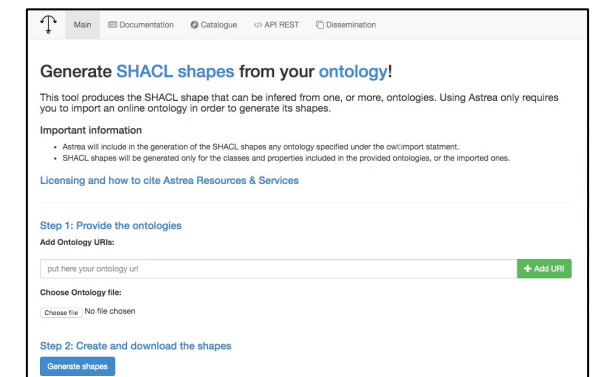 Main Documentation Catalogue </> API REST Dissemination
Generate SHACL shapes from your ontology!
This tool produces the SHACL shape that can be infered from one, or more, ontologies. Using Astrea only requires
you to import an online ontology in order to generate its shapes.
Important information
• Astrea will include in the generation of the SHACL shapes any ontology specified under the owl:import statment.
• SHACL shapes will be generated only for the classes and properties included in the provided ontologies, or the imported ones.
Licensing and how to cite Astrea Resources & Services
Step 1: Provide the ontologies
Add Ontology URIs:
put here your ontology url + Add URI
Choose Ontology file:
Choose file No file chosen
Step 2: Create and download the shapes
Generate shapes